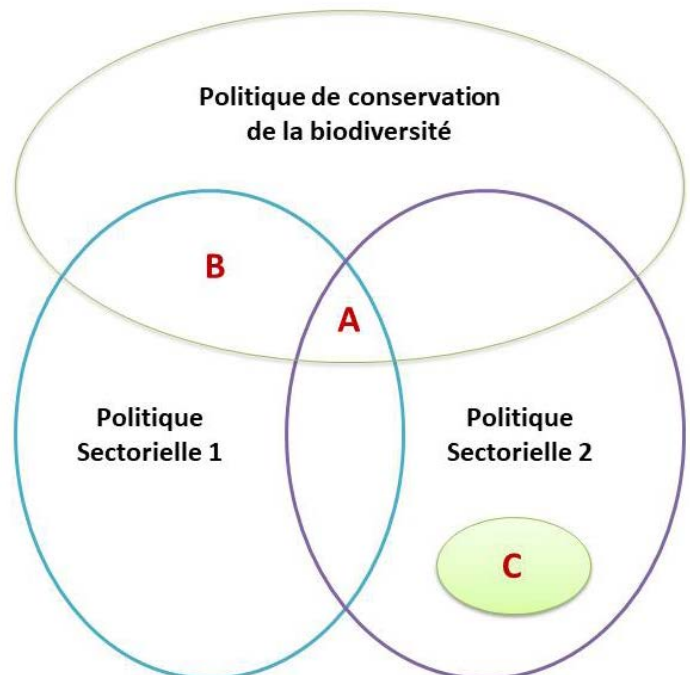 Politique de conservation
de la biodiversité
B
A
Politique
Sectorielle 1
Politique
Sectorielle 2
C